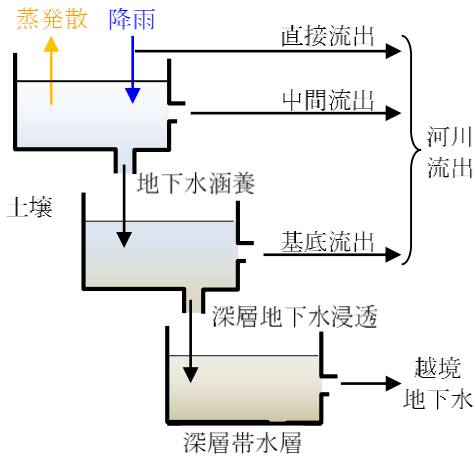 蒸発散
降雨
直接流出
中間流出
河川
流出
地下水涵養
土壌
基底流出
深層地下水浸透
越境
地下水
深層帯水層